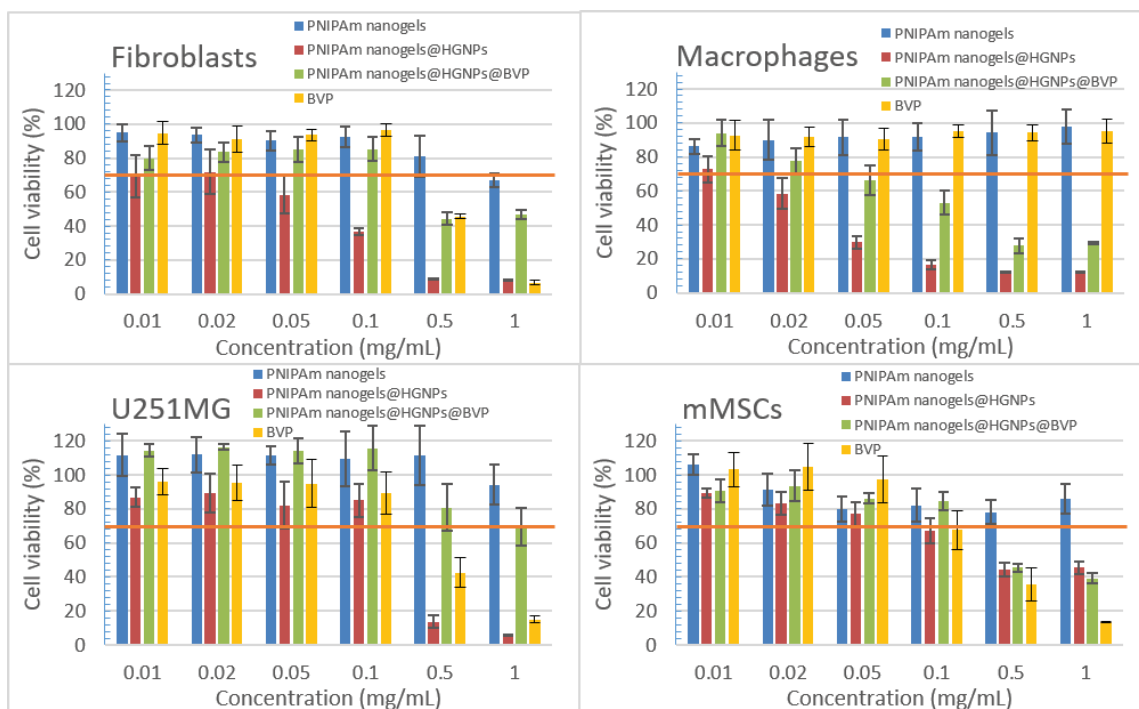 Fibroblasts
PNIPAm nanogels
PNIPAm nanogels@HGNPs
PNIPAm nanogels@HGNPs@BVP
BVP
Cell viability (%)
120
100
80
60
40
20
0
0.01 0.02 0.05 0.1 0.5 1
Concentration (mg/mL)
Macrophages
PNIPAm nanogels
PNIPAm nanogels@HGNPs
PNIPAm nanogels@HGNPs@BVP
BVP
Cell viability (%)
120
100
80
60
40
20
0
0.01 0.02 0.05 0.1 0.5 1
Concentration (mg/mL)
U251MG
PNIPAm nanogels
PNIPAm nanogels@HGNPs
PNIPAm nanogels@HGNPs@BVP
BVP
Cell viability (%)
120
100
80
60
40
20
0
0.01 0.02 0.05 0.1 0.5 1
Concentration (mg/mL)
mMSCs
PNIPAm nanogels
PNIPAm nanogels@HGNPs
PNIPAm nanogels@HGNPs@BVP
BVP
Cell viability (%)
120
100
80
60
40
20
0
0.01 0.02 0.05 0.1 0.5 1
Concentration (mg/mL)